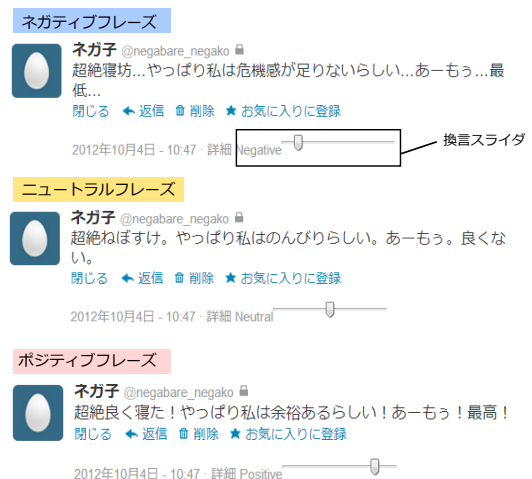 ネガティブフレーズ
ネガ子 @negabare_negako
超絶寝坊…やっぱり私は危機感が足りないらしい…あーもぅ…最
低…
閉じる 返信 削除 お気に入りに登録
2012年10月4日 - 10:47 · 詳細 Negative
換言スライダ
ニュートラルフレーズ
ネガ子 @negabare_negako
超絶ねぼすけ。やっぱり私はのんびりらしい。あーもぅ。良くな
い。
閉じる 返信 削除 お気に入りに登録
2012年10月4日 - 10:47 · 詳細 Neutral
ポジティブフレーズ
ネガ子 @negabare_negako
超絶良く寝た！やっぱり私は余裕あるらしい！あーもぅ！最高！
閉じる 返信 削除 お気に入りに登録
2012年10月4日 - 10:47 · 詳細 Positive